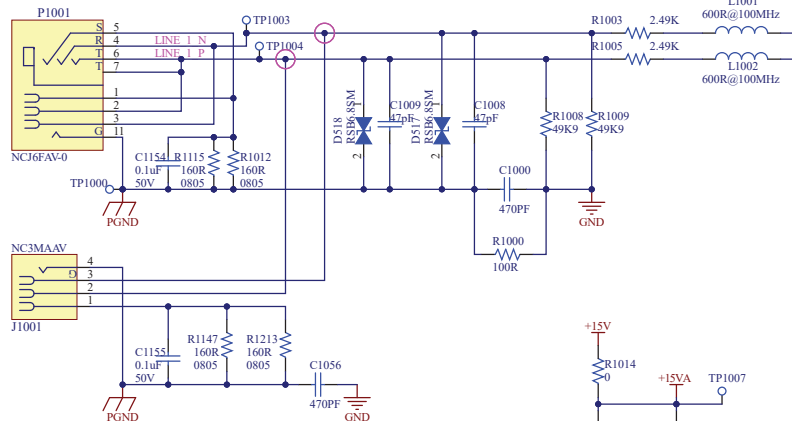 P1001
S 5
R 4 LINE_1_N
T 6 LINE_1_P
T 7
1
2
3
G 11
NCJ6FAV-0
TP1003
TP1004
R1003 2.49K
R1005 2.49K
L1001
600R@100MHz
L1002
600R@100MHz
D518
RSB6.8SM
1
2
C1009
47pF
D517
RSB6.8SM
1
2
C1008
47pF
R1008
49K9
R1009
49K9
C1154
0.1uF
50V
R1115
160R
0805
R1012
160R
0805
TP1000
PGND
C1000
470PF
R1000
100R
GND
NC3MAAV
4
G 3
2
1
J1001
C1155
0.1uF
50V
R1147
160R
0805
R1213
160R
0805
C1056
470PF
PGND
GND
+15V
R1014
0
+15VA
TP1007